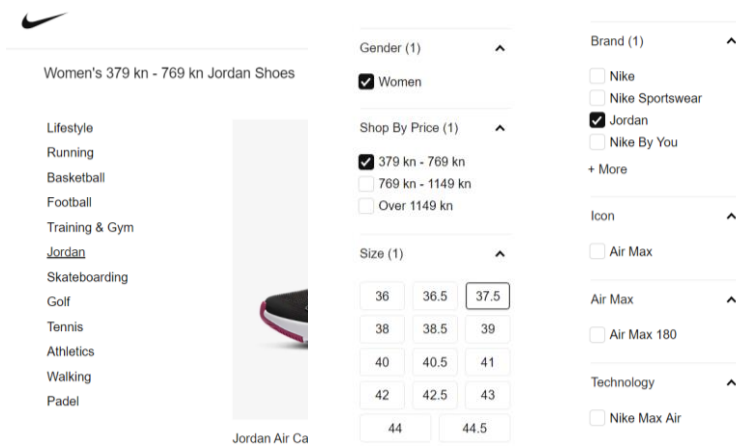 Women's 379 kn - 769 kn Jordan Shoes
Lifestyle
Running
Basketball
Football
Training & Gym
Jordan
Skateboarding
Golf
Tennis
Athletics
Walking
Padel
Jordan Air Ca
Gender (1)
Women
Shop By Price (1)
379 kn - 769 kn
769 kn - 1149 kn
Over 1149 kn
Size (1)
36 36.5 37.5
38 38.5 39
40 40.5 41
42 42.5 43
44 44.5
Brand (1)
Nike
Nike Sportswear
Jordan
Nike By You
+ More
Icon
Air Max
Air Max
Air Max 180
Technology
Nike Max Air